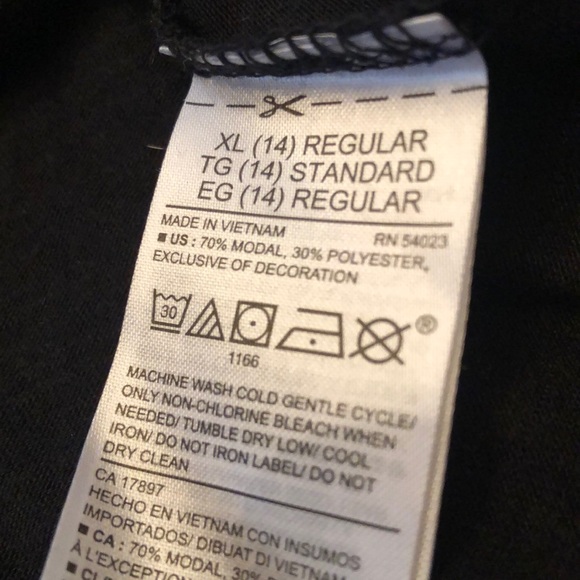 XL (14) REGULAR
TG (14) STANDARD
EG (14) REGULAR
MADE IN VIETNAM RN 54023
■ US : 70% MODAL, 30% POLYESTER,
EXCLUSIVE OF DECORATION
30 ®
1166
MACHINE WASH COLD GENTLE CYCLE/
ONLY NON-CHLORINE BLEACH WHEN
NEEDED/ TUMBLE DRY LOW/ COOL
IRON/ DO NOT IRON LABEL/ DO NOT
DRY CLEAN
CA 17897
HECHO EN VIETNAM CON INSUMOS
IMPORTADOS/ DIBUAT DI VIETNAM
■ CA : 70% MODAL, 30%
À L'EXCEPTION